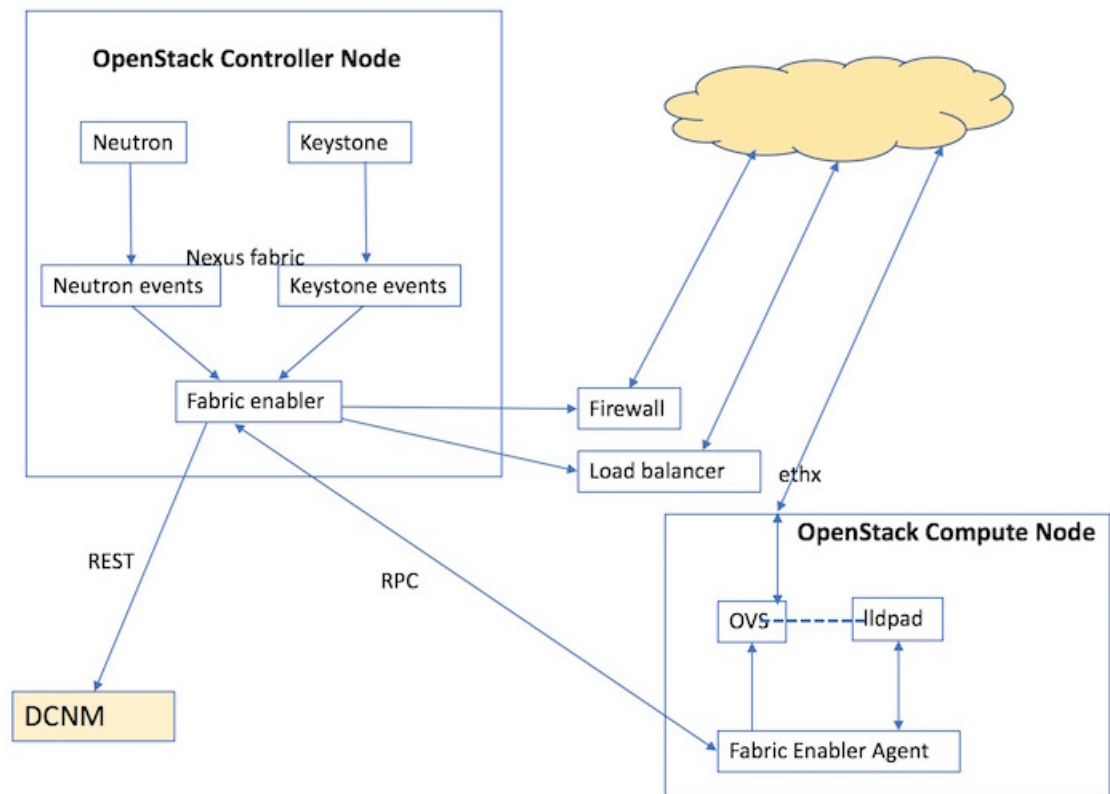 OpenStack Controller Node
Neutron
Keystone
Nexus fabric
Neutron events
Keystone events
Fabric enabler
Firewall
Load balancer
ethx
OpenStack Compute Node
REST
RPC
OVS
lldpad
DCNM
Fabric Enabler Agent